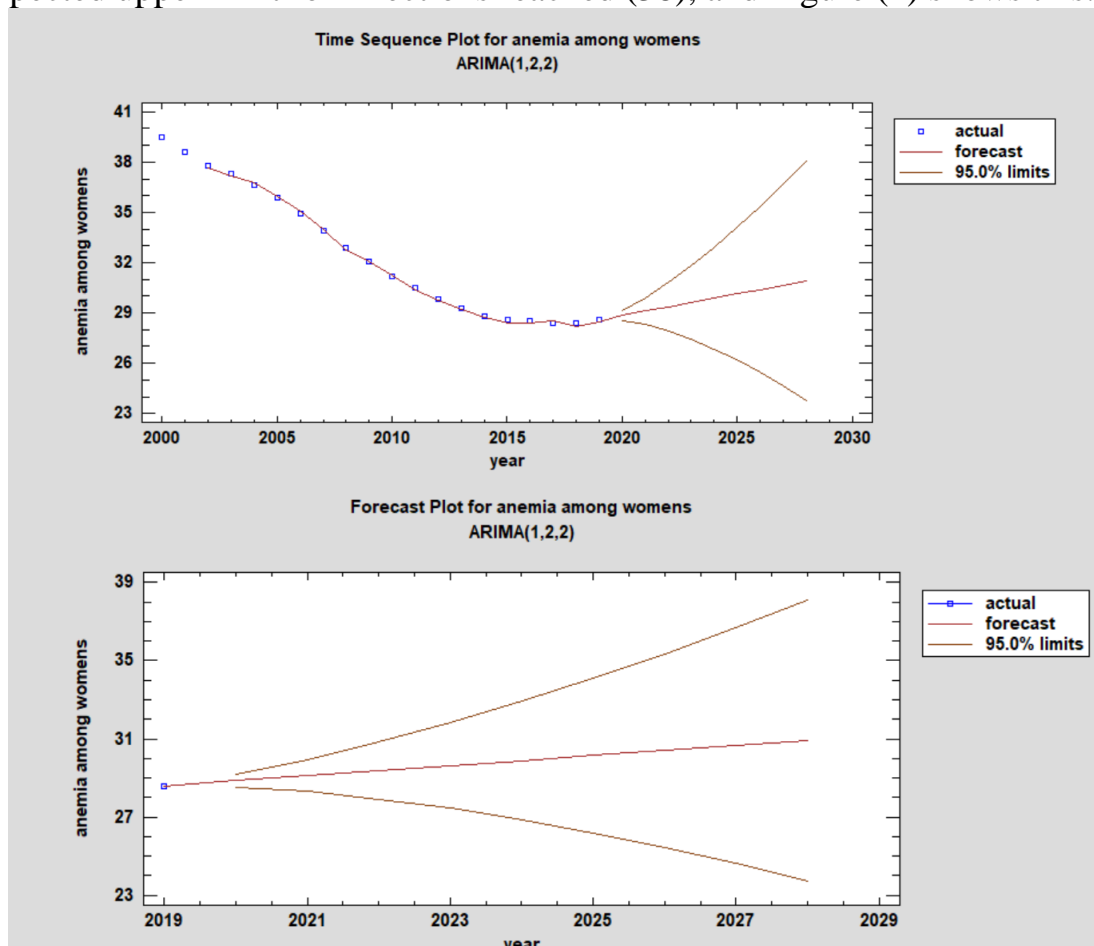 Time Sequence Plot for anemia among womens
ARIMA(1,2,2)
41
38
35
32
29
26
23
anemia among womens
2000 2005 2010 2015 2020 2025 2030
year
actual
forecast
95.0% limits
Forecast Plot for anemia among womens
ARIMA(1,2,2)
39
35
31
27
23
anemia among womens
2019 2021 2023 2025 2027 2029
year
actual
forecast
95.0% limits